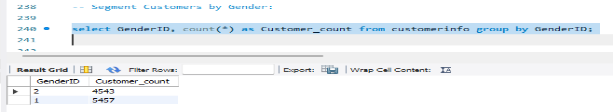 238 -- Segment Customers by Gender:
239
240 select GenderID, count(*) as Customer_count from customerinfo group by GenderID;
241
Result Grid Filter Rows: Export: Wrap Cell Content: IA
GenderID Customer_count
2 4543
1 5457